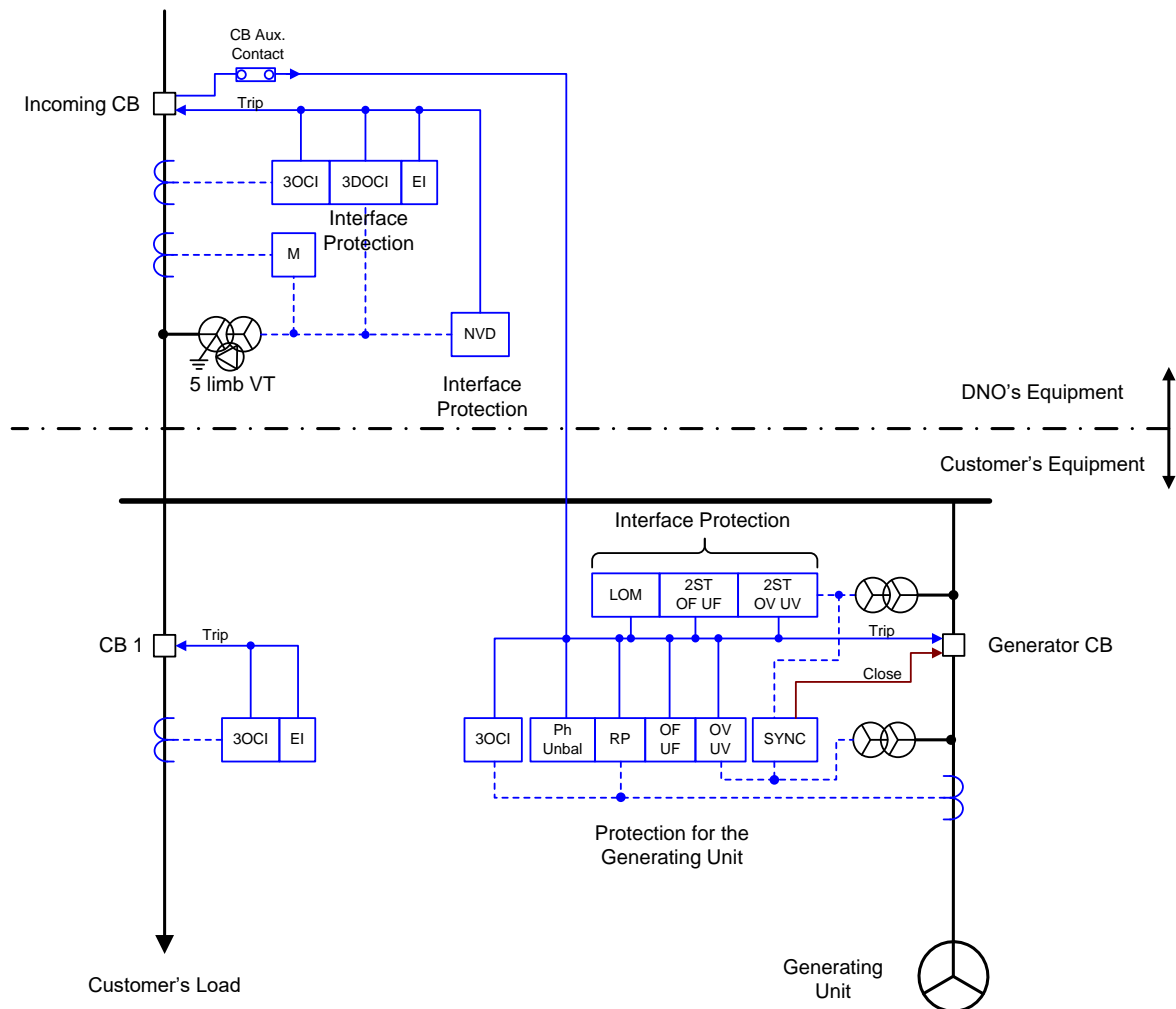 CB Aux.
Contact
Incoming CB
Trip
3OCI
3DOCI
EI
Interface
Protection
M
NVD
5 limb VT
Interface
Protection
DNO's Equipment
Customer's Equipment
Interface Protection
LOM
2ST
OF UF
2ST
OV UV
CB 1
Trip
Trip
Generator CB
Close
3OCI
EI
3OCI
Ph
Unbal
RP
OF
UF
OV
UV
SYNC
Protection for the
Generating Unit
Customer's Load
Generating
Unit